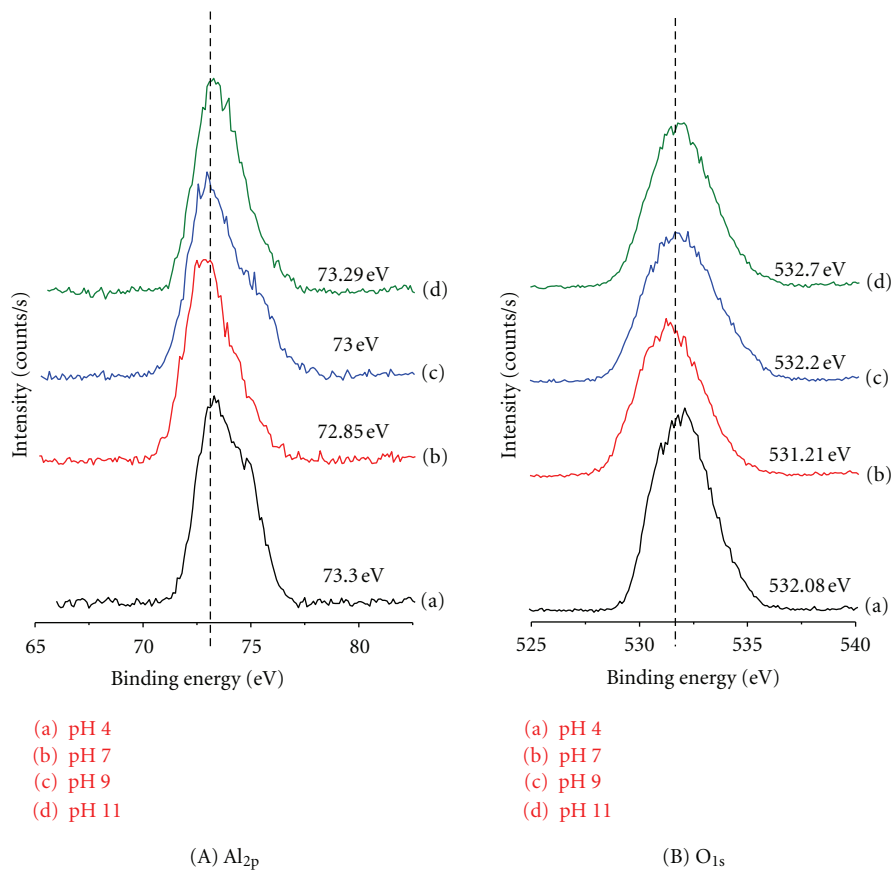 Intensity (counts/s)
73.29 eV
(d)
73 eV
(c)
72.85 eV
(b)
73.3 eV
(a)
65 70 75 80
Binding energy (eV)
(a) pH 4
(b) pH 7
(c) pH 9
(d) pH 11
(A) Al2p
Intensity (counts/s)
532.7 eV
(d)
532.2 eV
(c)
531.21 eV
(b)
532.08 eV
(a)
525 530 535 540
Binding energy (eV)
(a) pH 4
(b) pH 7
(c) pH 9
(d) pH 11
(B) O1s